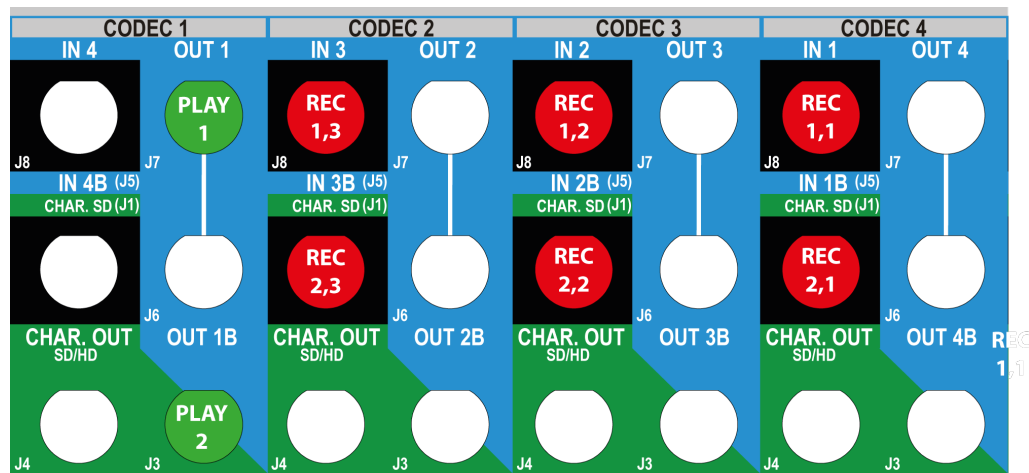 CODEC 1 CODEC 2 CODEC 3 CODEC 4
IN 4 OUT 1 IN 3 OUT 2 IN 2 OUT 3 IN 1 OUT 4
PLAY REC REC REC
1 1,3 1,2 1,1
J8 J7 J8 J7 J8 J7 J8 J7
IN 4B (J5) IN 3B (J5) IN 2B (J5) IN 1B (J5)
CHAR. SD (J1) CHAR. SD (J1) CHAR. SD (J1) CHAR. SD (J1)
REC REC REC
2,3 2,2 2,1
J6 J6 J6 J6
CHAR. OUT OUT 1B CHAR. OUT OUT 2B CHAR. OUT OUT 3B CHAR. OUT OUT 4B REC
SD/HD SD/HD SD/HD SD/HD 1,1
PLAY
2
J4 J3 J4 J3 J4 J3 J4 J3